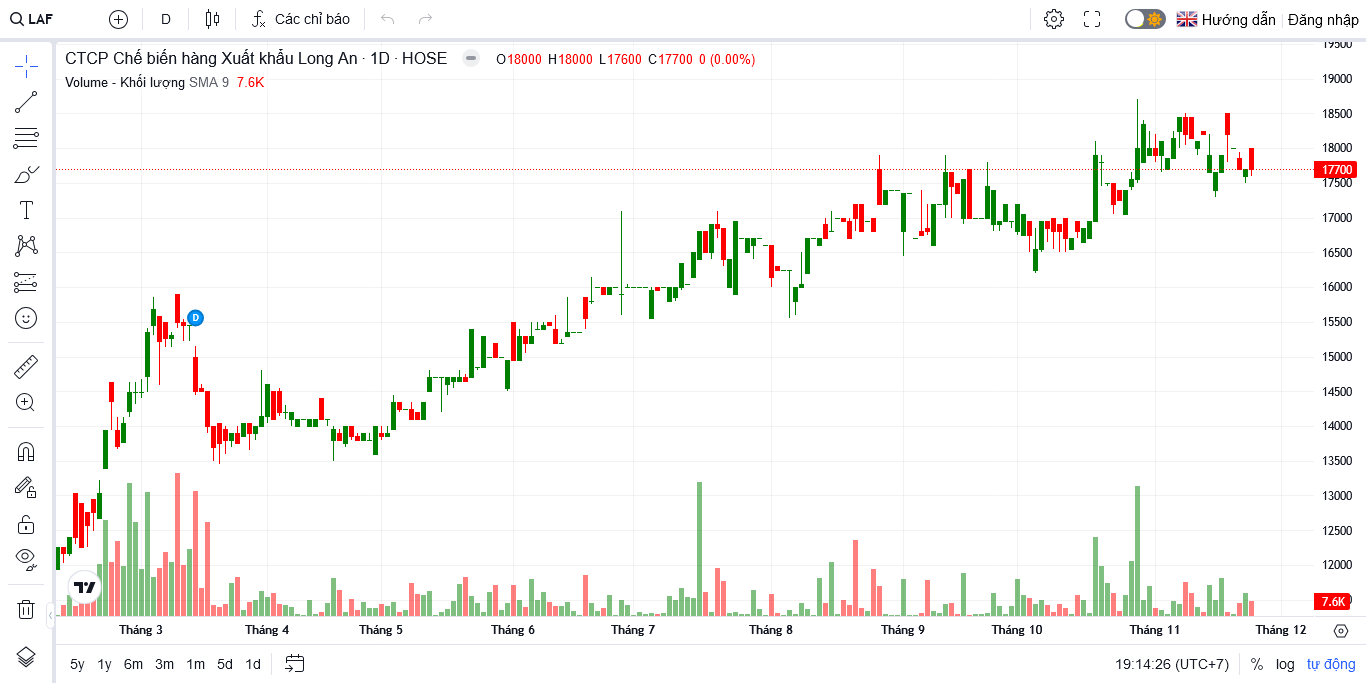 LAF D Các chỉ báo Hướng dẫn Đăng nhập
CTCP Chế biến hàng Xuất khẩu Long An · 1D · HOSE O18000 H18000 L17600 C17700 0 (0.00%)
Volume - Khối lượng SMA 9 7.6K
19500
19000
18500
18000
17700
17500
17000
16500
16000
15500
15000
14500
14000
13500
13000
12500
12000
7.6K
D
Tháng 3 Tháng 4 Tháng 5 Tháng 6 Tháng 7 Tháng 8 Tháng 9 Tháng 10 Tháng 11 Tháng 12
5y 1y 6m 3m 1m 5d 1d 19:14:26 (UTC+7) % log tự động